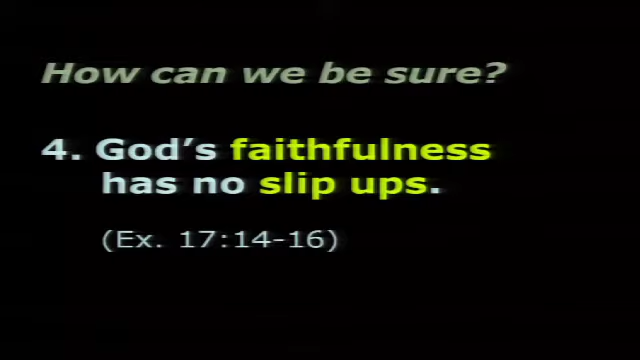 How can we be sure?
4. God's faithfulness
has no slip ups.
(Ex. 17:14-16)